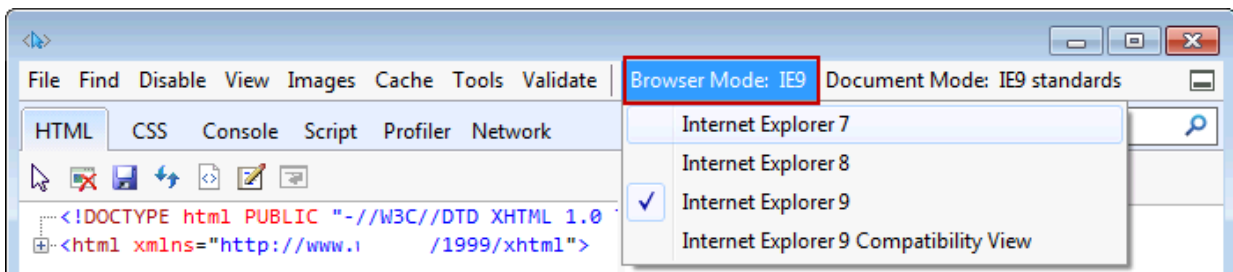 File Find Disable View Images Cache Tools Validate Browser Mode: IE9 Document Mode: IE9 standards
HTML CSS Console Script Profiler Network
Internet Explorer 7
Internet Explorer 8
Internet Explorer 9
Internet Explorer 9 Compatibility View
<!DOCTYPE html PUBLIC "-//W3C//DTD XHTML 1.0
<html xmlns="http://www. /1999/xhtml">